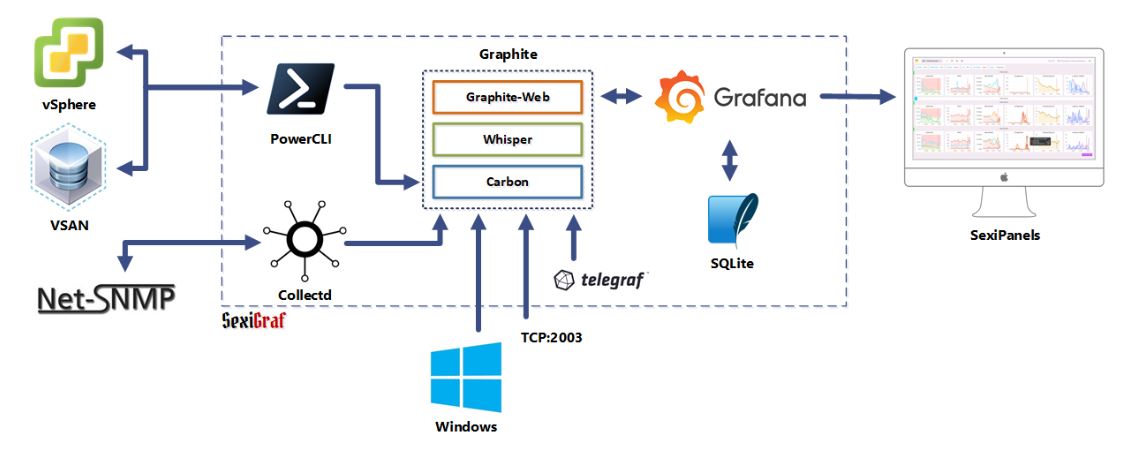 Graphite
vSphere
PowerCLI
Graphite-Web
Whisper
Carbon
Grafana
VSAN
SQLite
SexiPanels
Net-SNMP
Collectd
telegraf
SexiGraf
TCP:2003
Windows